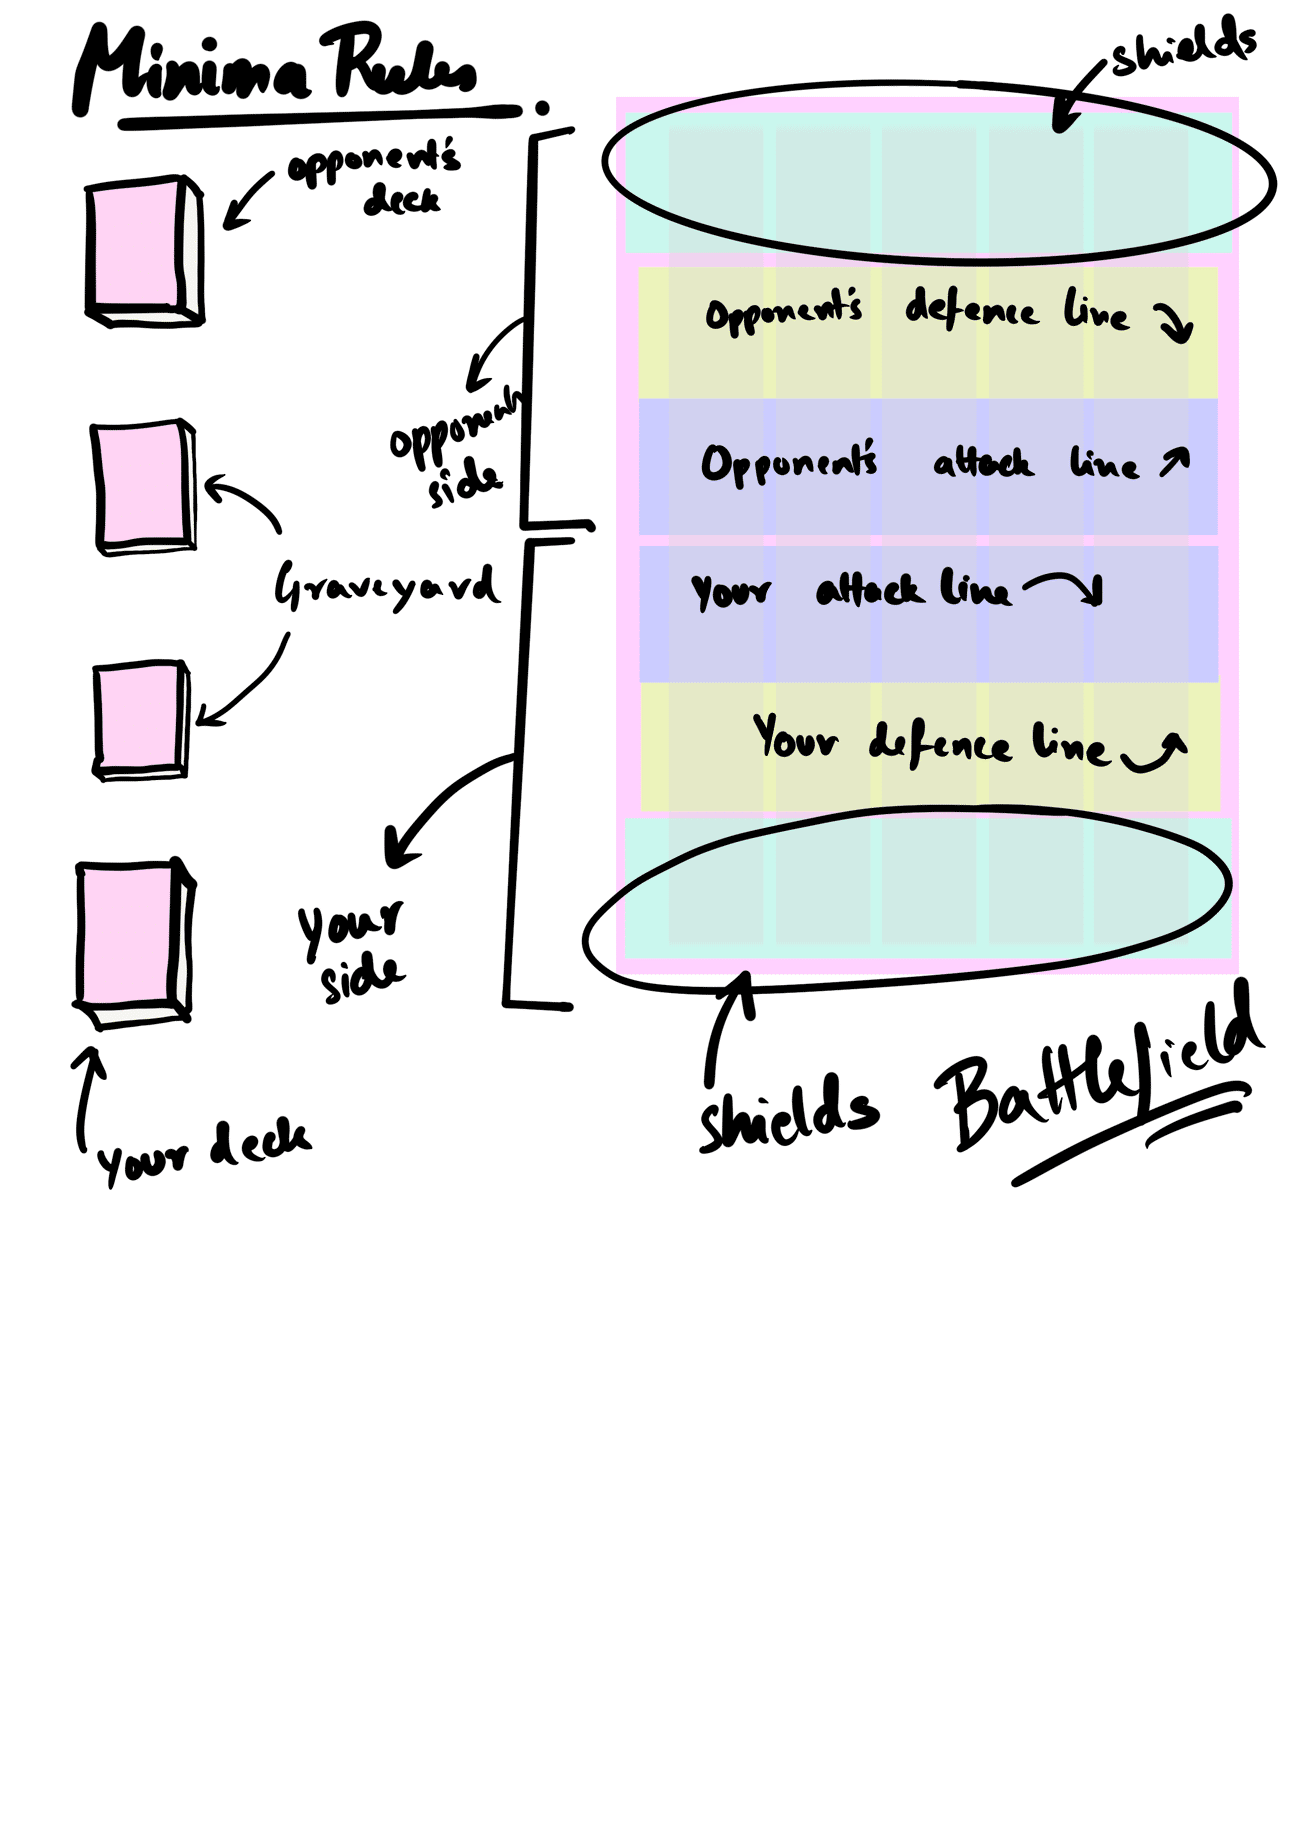 Minima Rules
opponent's
deck
shields
Opponent's defence line
opponent
side
Opponent's attack line
Graveyard
Your attack line
Your defence line
your
side
shields
Battlefield
your deck